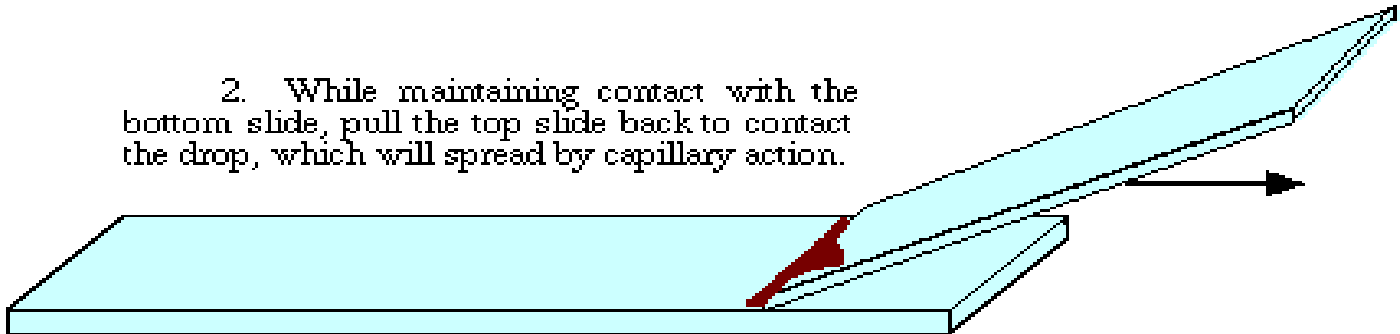 2. While maintaining contact with the
bottom slide, pull the top slide back to contact
the drop, which will spread by capillary action.